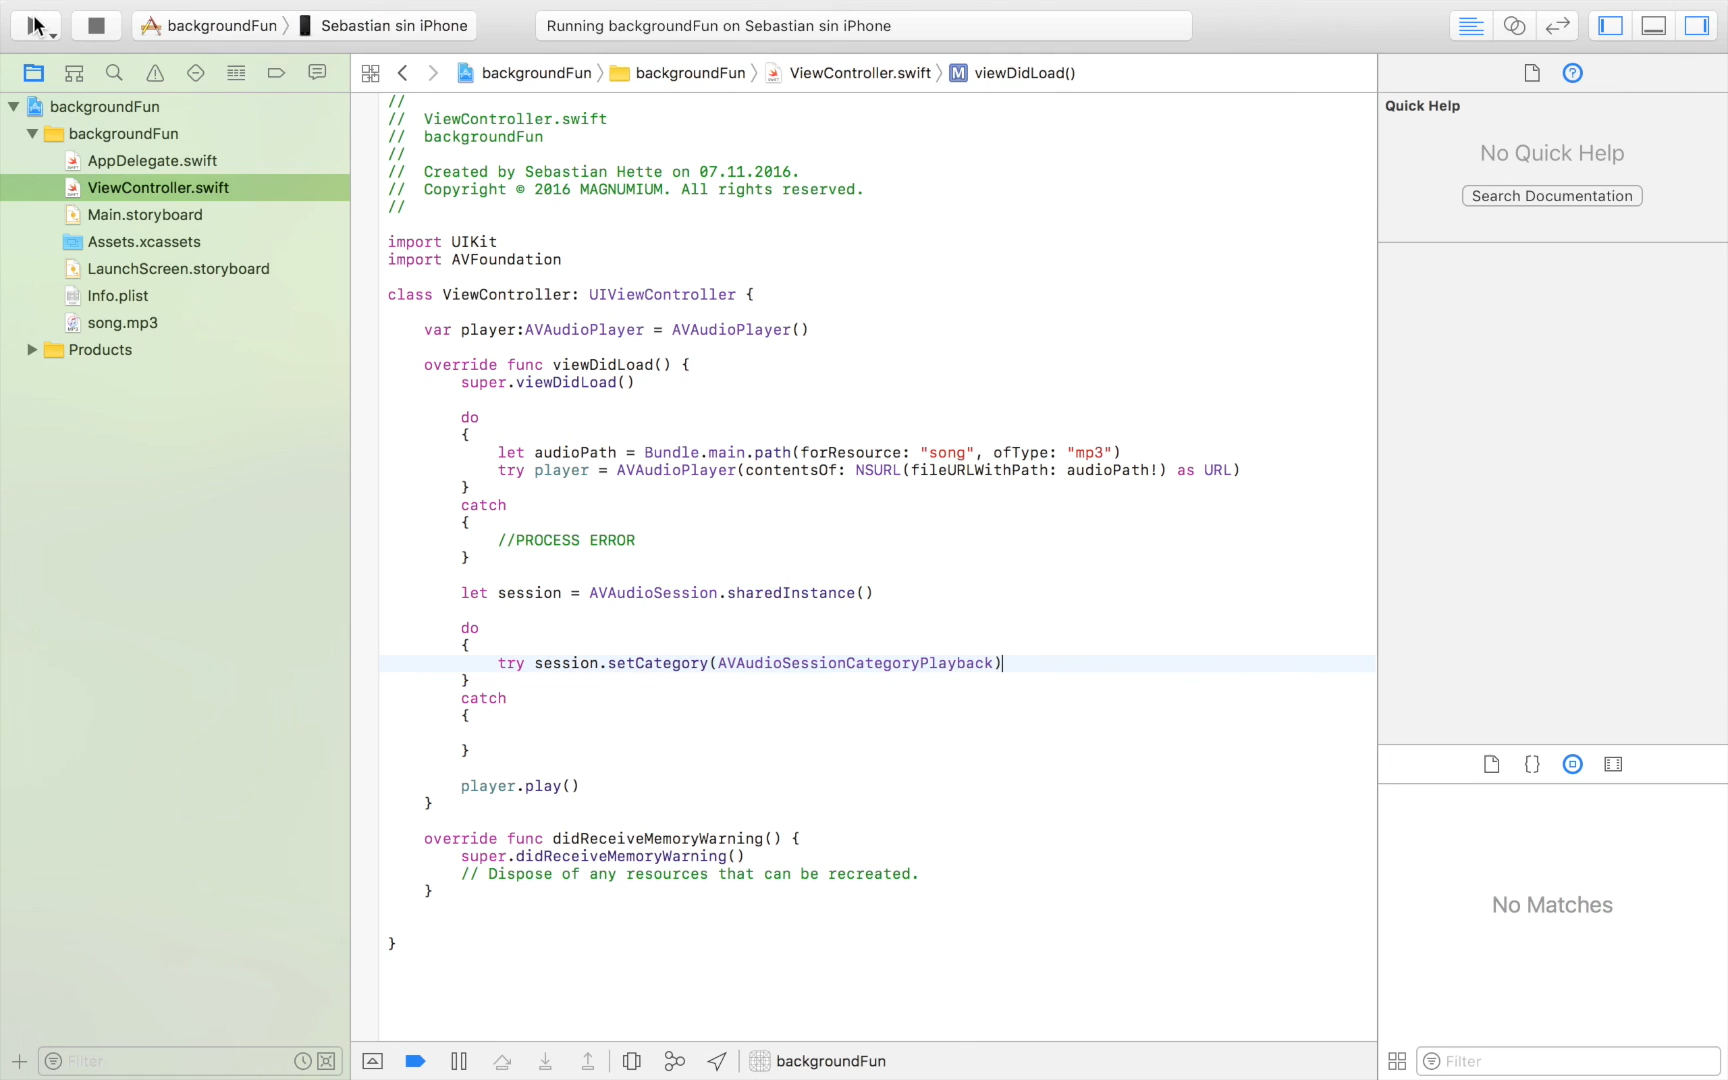 backgroundFun 〉 Sebastian sin iPhone
Running backgroundFun on Sebastian sin iPhone
backgroundFun 〉 backgroundFun 〉 ViewController.swift 〉 M viewDidLoad()
backgroundFun
backgroundFun
AppDelegate.swift
ViewController.swift
Main.storyboard
Assets.xcassets
LaunchScreen.storyboard
Info.plist
song.mp3
Products
//
//  ViewController.swift
//  backgroundFun
//
//  Created by Sebastian Hette on 07.11.2016.
//  Copyright © 2016 MAGNUMIUM. All rights reserved.
//
import UIKit
import AVFoundation
class ViewController: UIViewController {
    var player:AVAudioPlayer = AVAudioPlayer()
    override func viewDidLoad() {
        super.viewDidLoad()
        do
        {
            let audioPath = Bundle.main.path(forResource: "song", ofType: "mp3")
            try player = AVAudioPlayer(contentsOf: NSURL(fileURLWithPath: audioPath!) as URL)
        }
        catch
        {
            //PROCESS ERROR
        }
        let session = AVAudioSession.sharedInstance()
        do
        {
            try session.setCategory(AVAudioSessionCategoryPlayback)
        }
        catch
        {
        }
        player.play()
    }
    override func didReceiveMemoryWarning() {
        super.didReceiveMemoryWarning()
        // Dispose of any resources that can be recreated.
    }
}
Quick Help
No Quick Help
Search Documentation
No Matches
Filter
backgroundFun
Filter